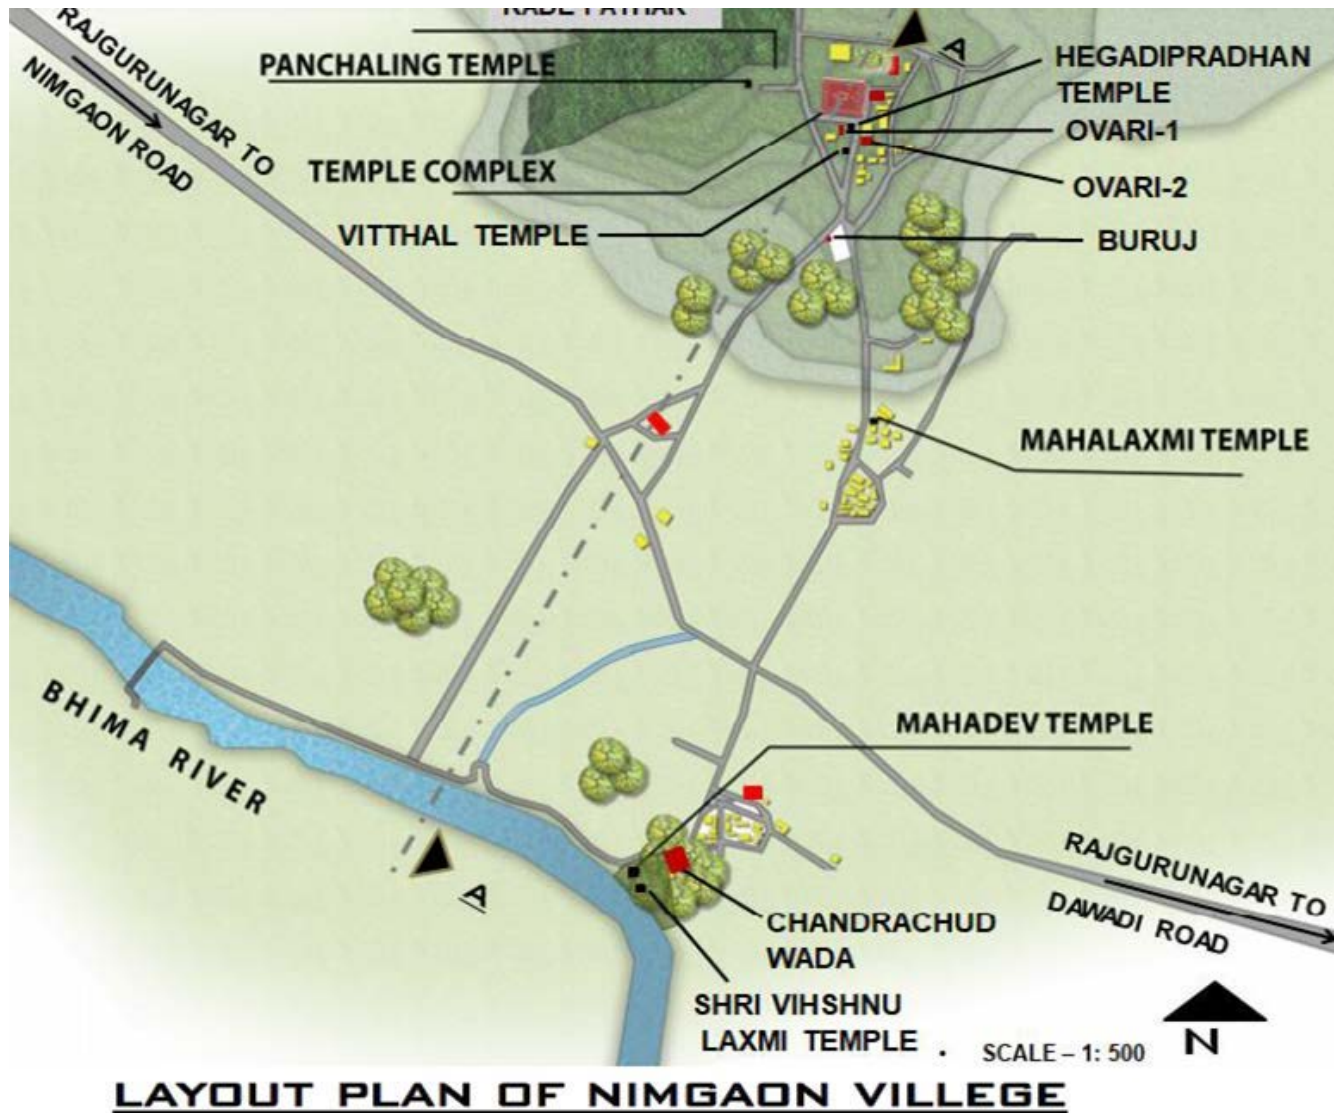 RAJGURUNAGAR TO
NIMGAON ROAD
PANCHALING TEMPLE
A
HEGADIPRADHAN
TEMPLE
OVARI-1
TEMPLE COMPLEX
OVARI-2
VITTHAL TEMPLE
BURUJ
MAHALAXMI TEMPLE
BHIMA RIVER
MAHADEV TEMPLE
A
RAJGURUNAGAR TO
DAWADI ROAD
CHANDRACHUD
WADA
SHRI VIHSHNU
LAXMI TEMPLE
SCALE – 1: 500
N
LAYOUT PLAN OF NIMGAON VILLEGE